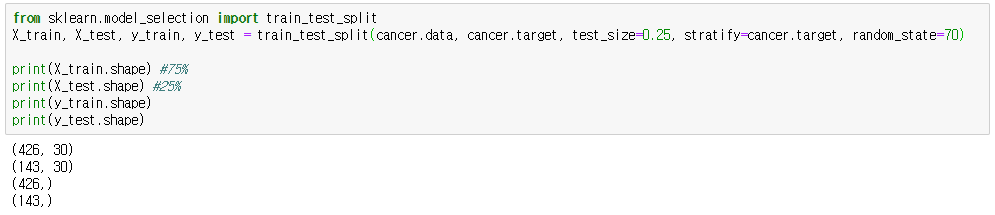 from sklearn.model_selection import train_test_split
X_train, X_test, y_train, y_test = train_test_split(cancer.data, cancer.target, test_size=0.25, stratify=cancer.target, random_state=70)
print(X_train.shape) #75%
print(X_test.shape) #25%
print(y_train.shape)
print(y_test.shape)
(426, 30)
(143, 30)
(426,)
(143,)